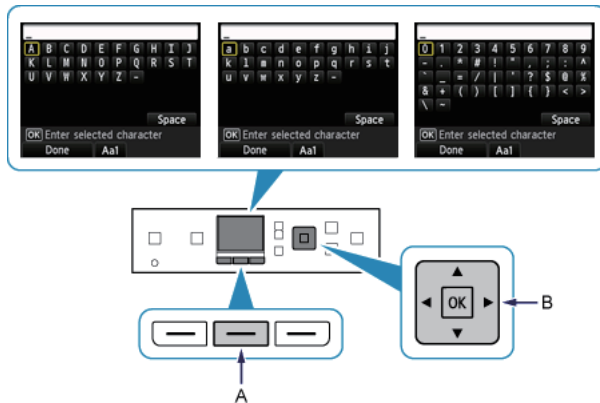 A B C D E F G H I J
K L M N O P Q R S T
U V W X Y Z -
Space
OK Enter selected character
Done Aa1
a b c d e f g h i j
k l m n o p q r s t
u v w x y z -
Space
OK Enter selected character
Done Aa1
0 1 2 3 4 5 6 7 8 9
- . * # ! " , ; : ^
` _ = / | ' ? $ @ %
& + ( ) [ ] { } < >
\ ~
Space
OK Enter selected character
Done Aa1
OK
B
A